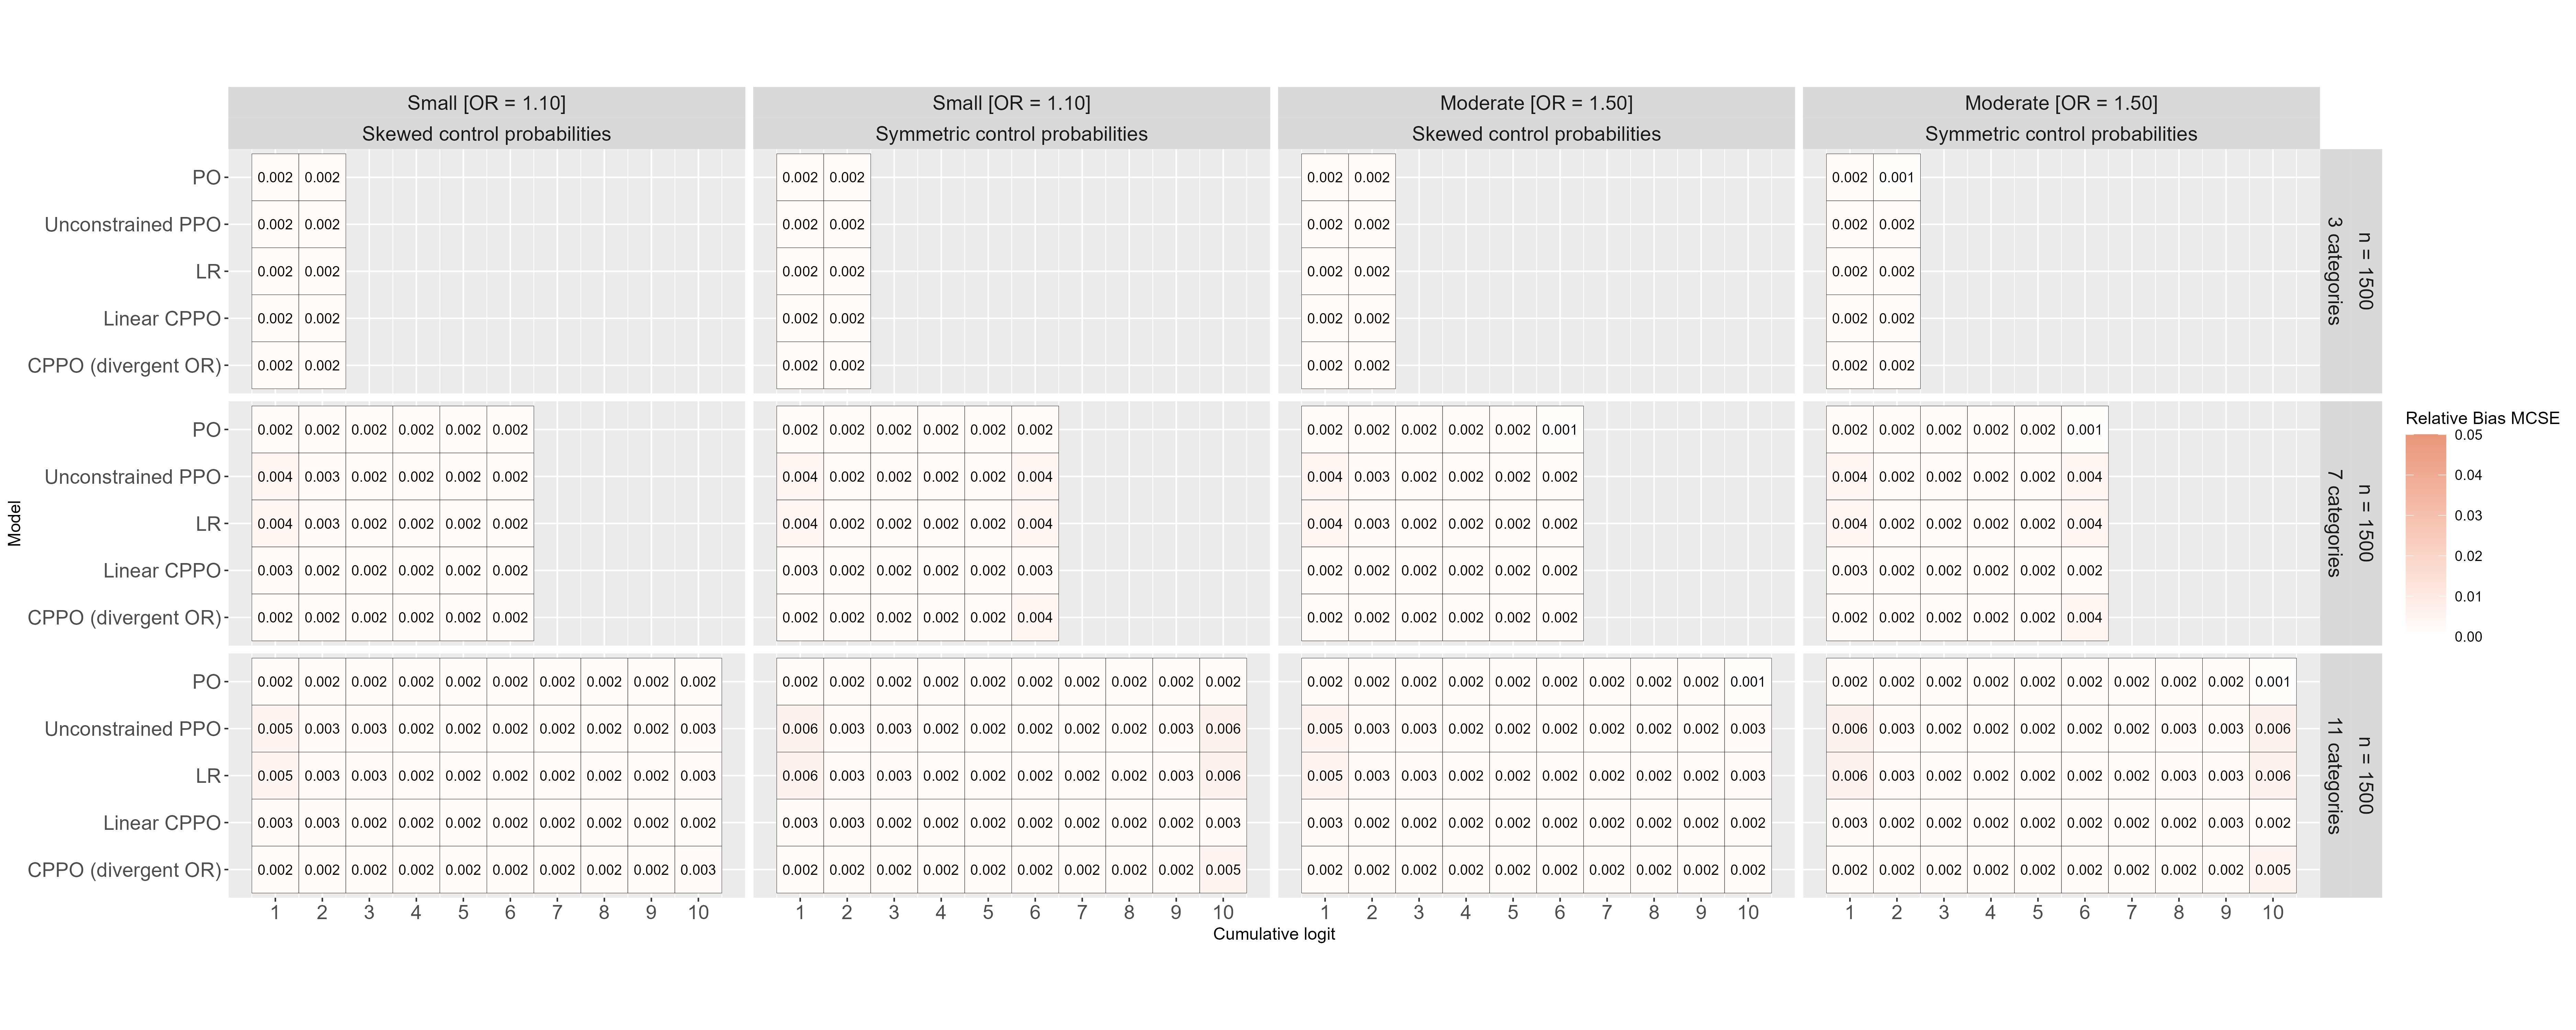 Small [OR = 1.10] Small [OR = 1.10] Moderate [OR = 1.50] Moderate [OR = 1.50]
Skewed control probabilities Symmetric control probabilities Skewed control probabilities Symmetric control probabilities
PO 0.002 0.002 0.002 0.002 0.002 0.002 0.002 0.001
Unconstrained PPO 0.002 0.002 0.002 0.002 0.002 0.002 0.002 0.002
LR 0.002 0.002 0.002 0.002 0.002 0.002 0.002 0.002
Linear CPPO 0.002 0.002 0.002 0.002 0.002 0.002 0.002 0.002
CPPO (divergent OR) 0.002 0.002 0.002 0.002 0.002 0.002 0.002 0.002
n = 1500
3 categories
PO 0.002 0.002 0.002 0.002 0.002 0.002 0.002 0.002 0.002 0.002 0.002 0.002 0.002 0.002 0.002 0.002 0.002 0.001 0.002 0.002 0.002 0.002 0.002 0.001
Unconstrained PPO 0.004 0.003 0.002 0.002 0.002 0.002 0.004 0.002 0.002 0.002 0.002 0.004 0.004 0.003 0.002 0.002 0.002 0.002 0.004 0.002 0.002 0.002 0.002 0.004
LR 0.004 0.003 0.002 0.002 0.002 0.002 0.004 0.002 0.002 0.002 0.002 0.004 0.004 0.003 0.002 0.002 0.002 0.002 0.004 0.002 0.002 0.002 0.002 0.004
Linear CPPO 0.003 0.002 0.002 0.002 0.002 0.002 0.003 0.002 0.002 0.002 0.002 0.003 0.002 0.002 0.002 0.002 0.002 0.002 0.003 0.002 0.002 0.002 0.002 0.002
CPPO (divergent OR) 0.002 0.002 0.002 0.002 0.002 0.002 0.002 0.002 0.002 0.002 0.002 0.004 0.002 0.002 0.002 0.002 0.002 0.002 0.002 0.002 0.002 0.002 0.002 0.004
n = 1500
7 categories
PO 0.002 0.002 0.002 0.002 0.002 0.002 0.002 0.002 0.002 0.002 0.002 0.002 0.002 0.002 0.002 0.002 0.002 0.002 0.002 0.002 0.002 0.002 0.002 0.002 0.002 0.002 0.002 0.002 0.002 0.001 0.002 0.002 0.002 0.002 0.002 0.002 0.002 0.002 0.002 0.001
Unconstrained PPO 0.005 0.003 0.003 0.002 0.002 0.002 0.002 0.002 0.002 0.003 0.006 0.003 0.003 0.002 0.002 0.002 0.002 0.002 0.003 0.006 0.005 0.003 0.003 0.002 0.002 0.002 0.002 0.002 0.002 0.003 0.006 0.003 0.002 0.002 0.002 0.002 0.002 0.003 0.003 0.006
LR 0.005 0.003 0.003 0.002 0.002 0.002 0.002 0.002 0.002 0.003 0.006 0.003 0.003 0.002 0.002 0.002 0.002 0.002 0.003 0.006 0.005 0.003 0.003 0.002 0.002 0.002 0.002 0.002 0.002 0.003 0.006 0.003 0.002 0.002 0.002 0.002 0.002 0.003 0.003 0.006
Linear CPPO 0.003 0.003 0.002 0.002 0.002 0.002 0.002 0.002 0.002 0.002 0.003 0.003 0.002 0.002 0.002 0.002 0.002 0.002 0.002 0.003 0.003 0.002 0.002 0.002 0.002 0.002 0.002 0.002 0.002 0.002 0.003 0.002 0.002 0.002 0.002 0.002 0.002 0.002 0.003 0.002
CPPO (divergent OR) 0.002 0.002 0.002 0.002 0.002 0.002 0.002 0.002 0.002 0.003 0.002 0.002 0.002 0.002 0.002 0.002 0.002 0.002 0.002 0.005 0.002 0.002 0.002 0.002 0.002 0.002 0.002 0.002 0.002 0.002 0.002 0.002 0.002 0.002 0.002 0.002 0.002 0.002 0.002 0.005
n = 1500
11 categories
1 2 3 4 5 6 7 8 9 10 1 2 3 4 5 6 7 8 9 10 1 2 3 4 5 6 7 8 9 10 1 2 3 4 5 6 7 8 9 10
Cumulative logit
Model
Relative Bias MCSE
0.05
0.04
0.03
0.02
0.01
0.00